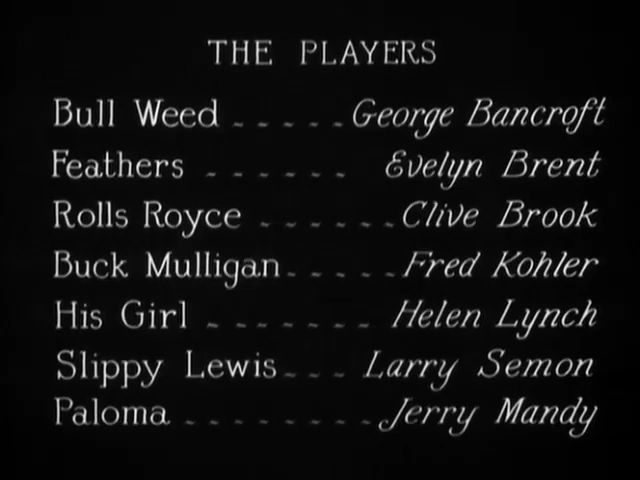 THE PLAYERS
Bull Weed - - - - - George Bancroft
Feathers - - - - - - Evelyn Brent
Rolls Royce - - - - - - Clive Brook
Buck Mulligan - - - - - Fred Kohler
His Girl - - - - - - - Helen Lynch
Slippy Lewis - - - Larry Semon
Paloma - - - - - - - - Jerry Mandy